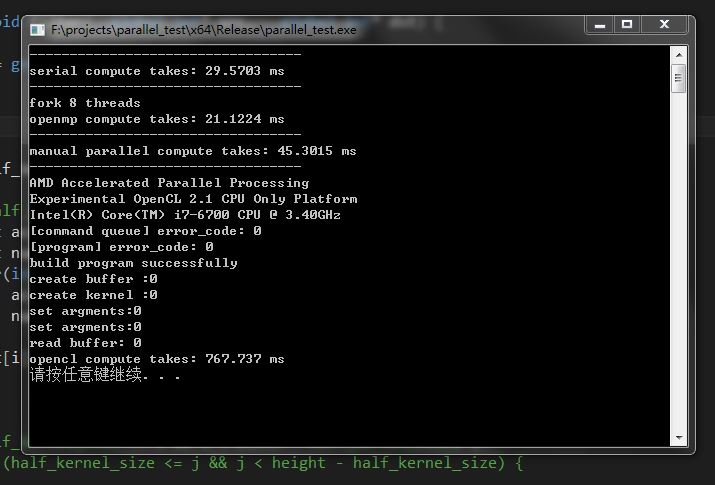 F:\projects\parallel_test\x64\Release\parallel_test.exe
---------------------------------
serial compute takes: 29.5703 ms
---------------------------------
fork 8 threads
openmp compute takes: 21.1224 ms
---------------------------------
manual parallel compute takes: 45.3015 ms
---------------------------------
AMD Accelerated Parallel Processing
Experimental OpenCL 2.1 CPU Only Platform
Intel(R) Core(TM) i7-6700 CPU @ 3.40GHz
[command queue] error_code: 0
[program] error_code: 0
build program successfully
create buffer :0
create kernel :0
set argments:0
set argments:0
read buffer: 0
opencl compute takes: 767.737 ms
请按任意键继续. . .
(half_kernel_size <= j && j < height - half_kernel_size) {